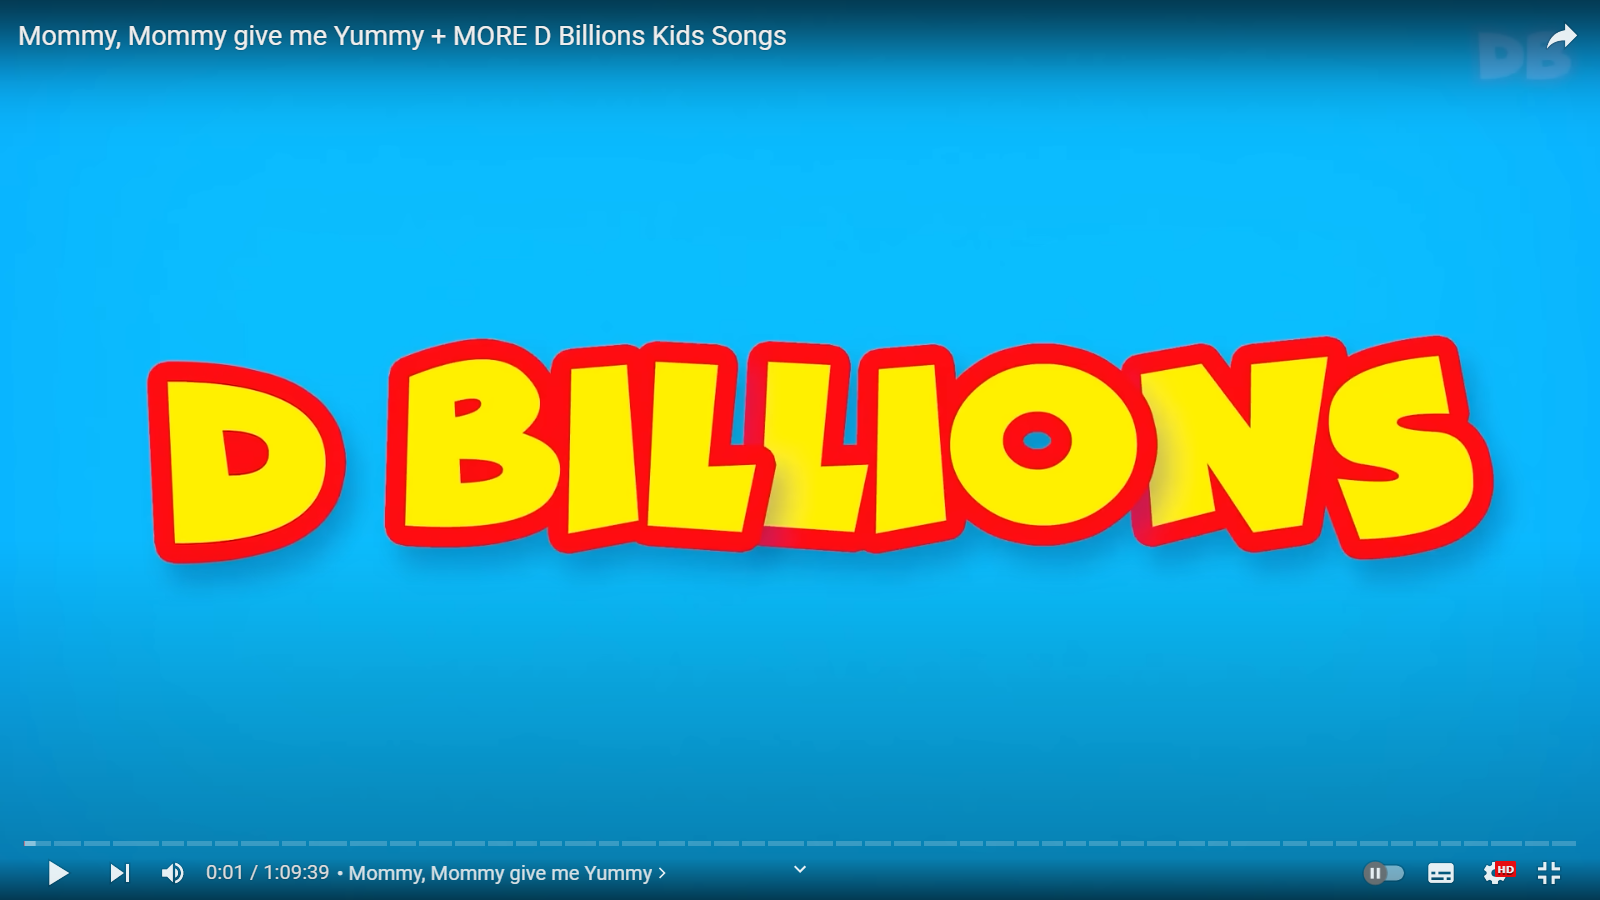 Mommy, Mommy give me Yummy + MORE D Billions Kids Songs
DB
D BILLIONS
0:01 / 1:09:39 • Mommy, Mommy give me Yummy >
HD